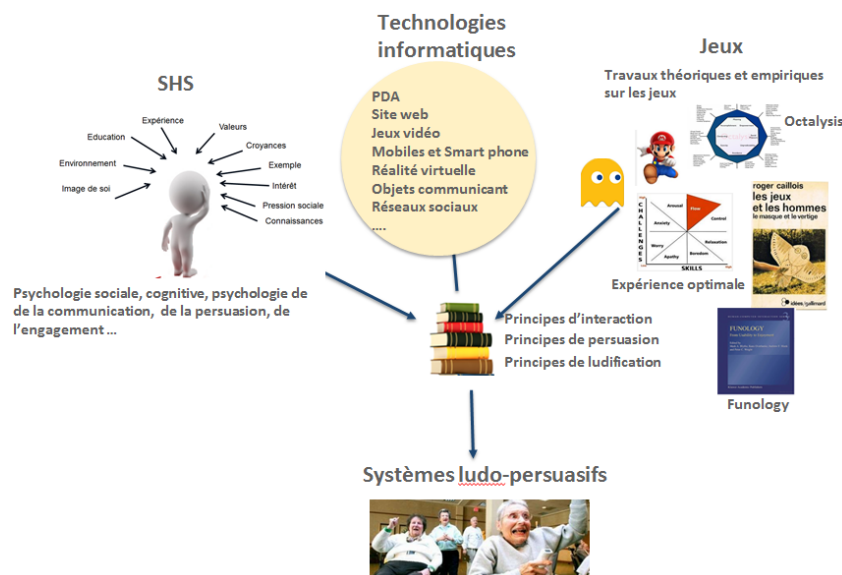 Technologies
informatiques
SHS
Jeux
Travaux théoriques et empiriques
sur les jeux
Octalysis
Expérience
Valeurs
Education
Croyances
Environnement
Exemple
Image de soi
Intérêt
Pression sociale
Connaissances
PDA
Site web
Jeux vidéo
Mobiles et Smart phone
Réalité virtuelle
Objets communicant
Réseaux sociaux
....
CHALLENGES
Arousal
Flow
Anxiety
Control
Worry
Relaxation
Apathy
Boredom
SKILLS
Expérience optimale
roger caillois
les jeux
et les hommes
le masque et le vertige
idées/gallimard
Psychologie sociale, cognitive, psychologie de
de la communication, de la persuasion, de
l'engagement ...
Principes d'interaction
Principes de persuasion
Principes de ludification
FUNOLOGY
Funology
Systèmes ludo-persuasifs